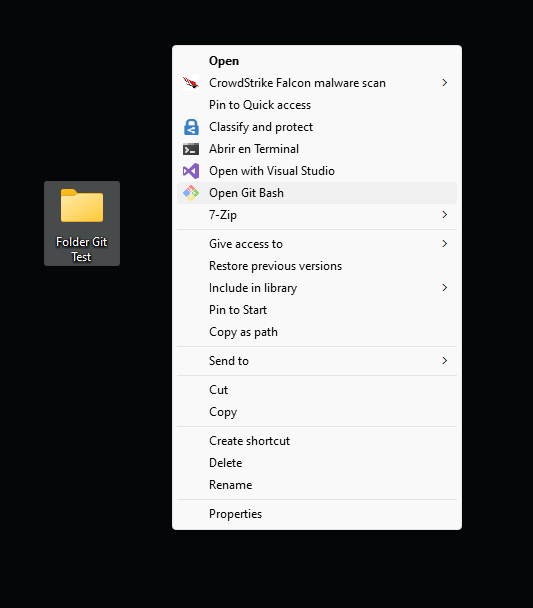 Open
CrowdStrike Falcon malware scan
Pin to Quick access
Classify and protect
Abrir en Terminal
Open with Visual Studio
Open Git Bash
7-Zip
Give access to
Restore previous versions
Include in library
Pin to Start
Copy as path
Send to
Cut
Copy
Create shortcut
Delete
Rename
Properties
Folder Git
Test